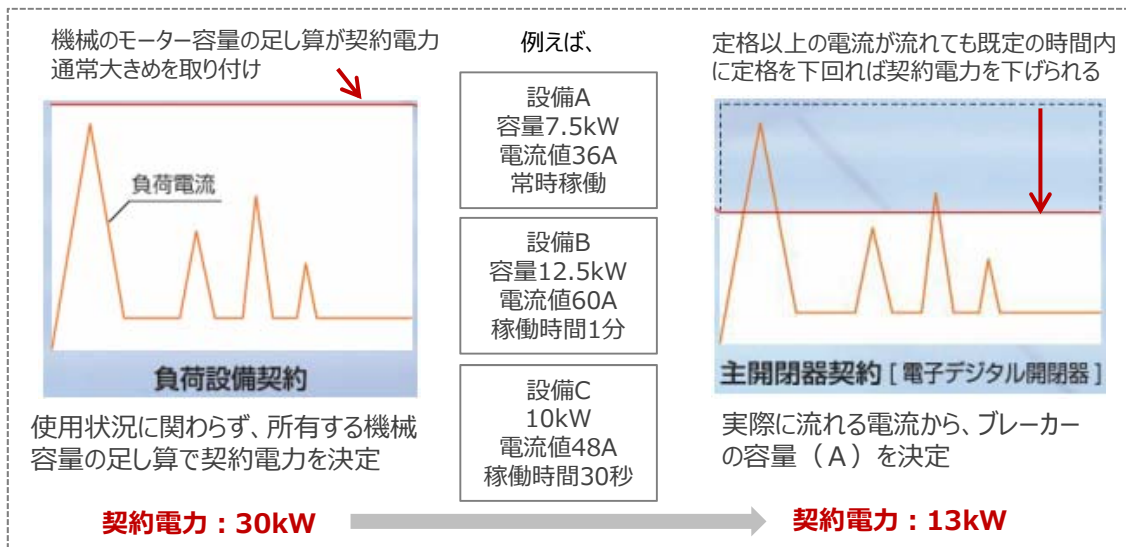 機械のモーター容量の足し算が契約電力
通常大きめを取り付け
負荷電流
負荷設備契約
使用状況に関わらず、所有する機械
容量の足し算で契約電力を決定
契約電力：30kW
例えば、
設備A
容量7.5kW
電流値36A
常時稼働
設備B
容量12.5kW
電流値60A
稼働時間1分
設備C
10kW
電流値48A
稼働時間30秒
定格以上の電流が流れても既定の時間内
に定格を下回れば契約電力を下げられる
主開閉器契約 [ 電子デジタル開閉器 ]
実際に流れる電流から、ブレーカー
の容量（A）を決定
契約電力：13kW